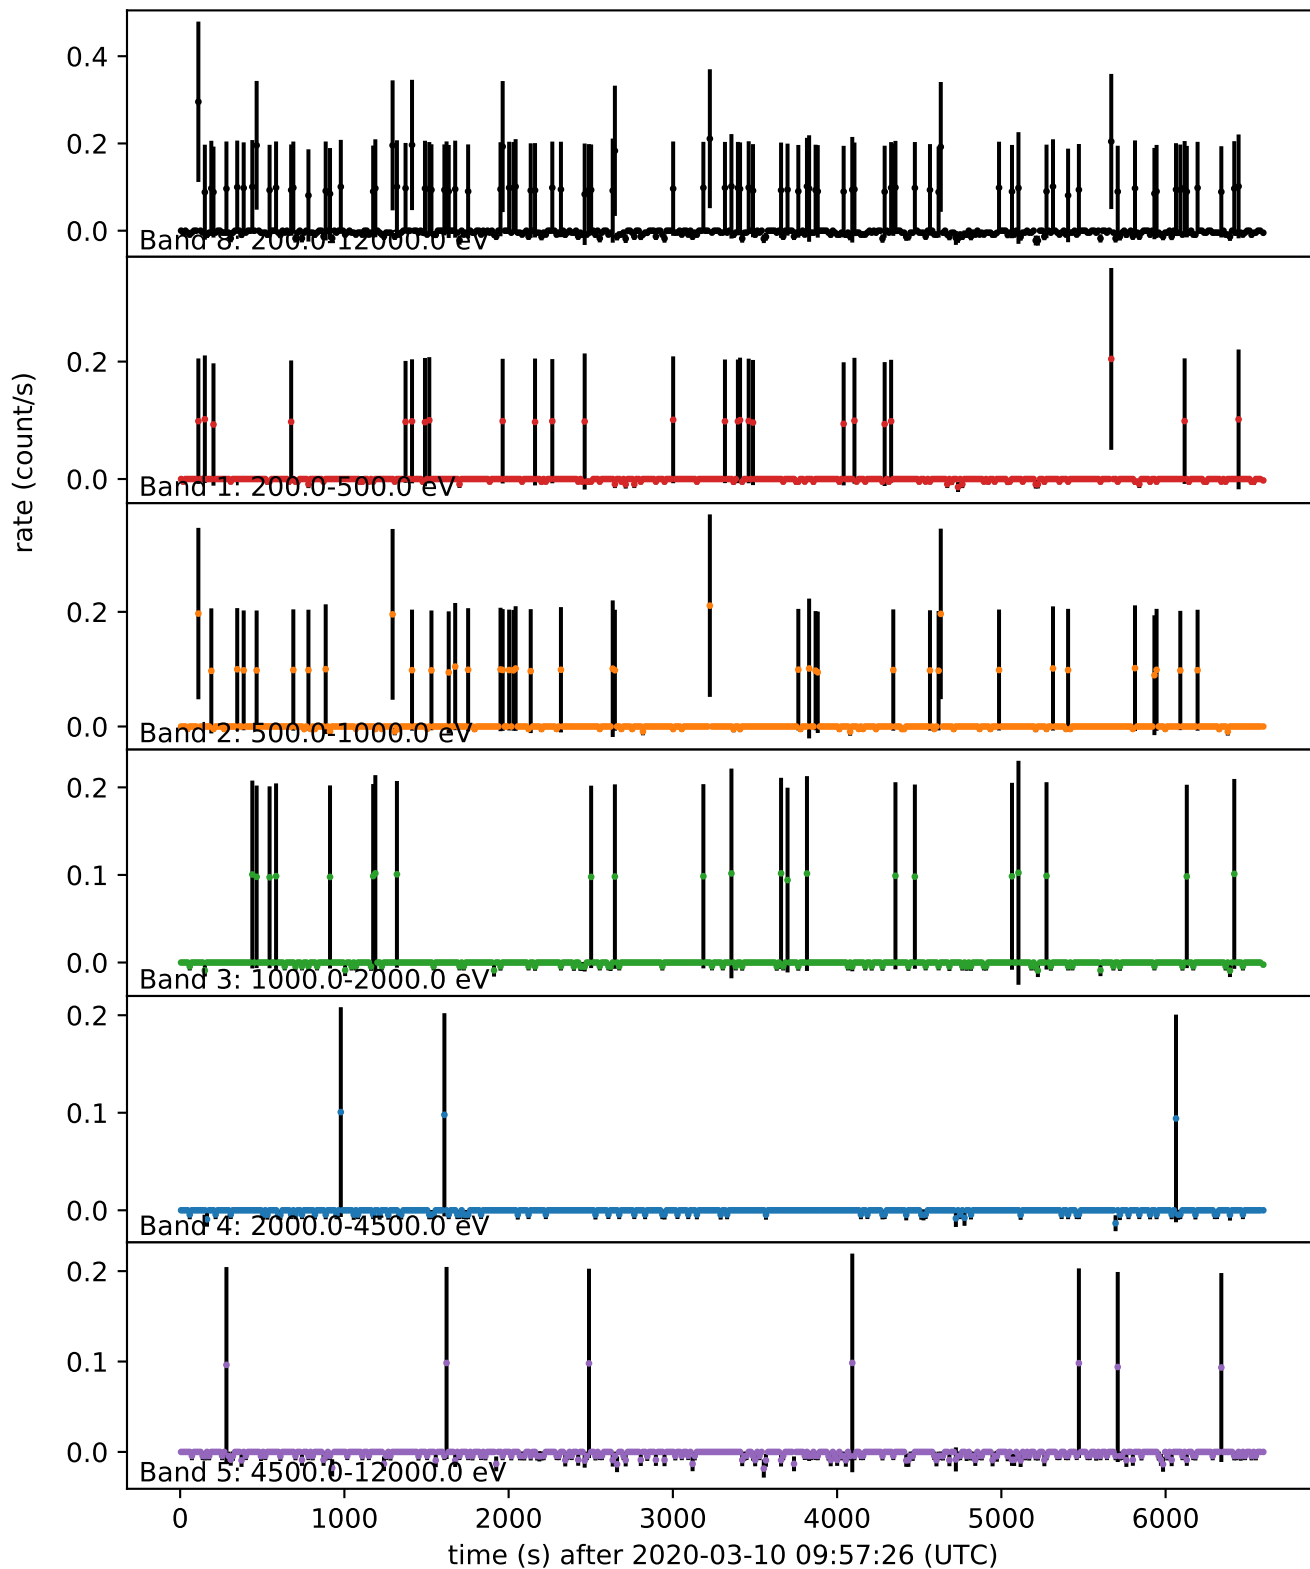 0.4
0.2
0.0
Band 8: 200.0-12000.0 eV
0.2
0.0
Band 1: 200.0-500.0 eV
rate (count/s)
0.2
0.0
Band 2: 500.0-1000.0 eV
0.2
0.1
0.0
Band 3: 1000.0-2000.0 eV
0.2
0.1
0.0
Band 4: 2000.0-4500.0 eV
0.2
0.1
0.0
Band 5: 4500.0-12000.0 eV
0 1000 2000 3000 4000 5000 6000
time (s) after 2020-03-10 09:57:26 (UTC)